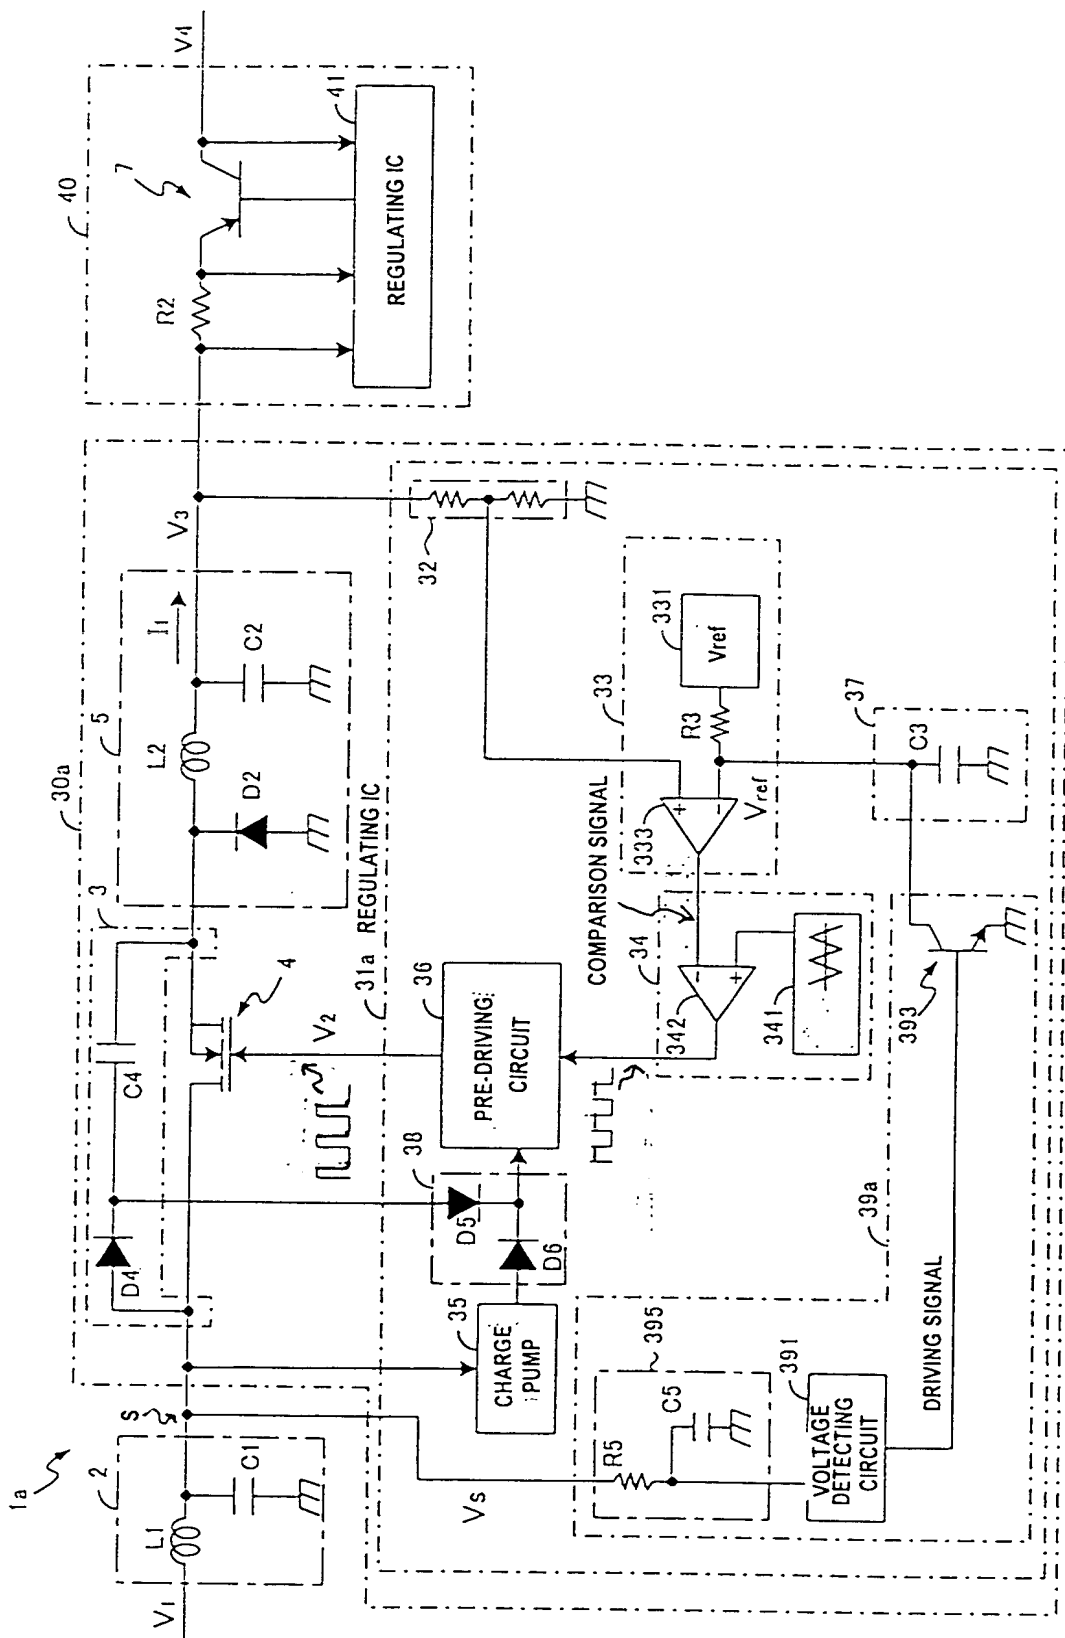 1a
V1
2
L1
C1
S
Vs
30a
3
D4
C4
4
V2
5
L2
D2
C2
I1
V3
40
R2
7
V4
41
REGULATING IC
31a REGULATING IC
35
CHARGE
PUMP
38
D5
D6
36
PRE-DRIVING
CIRCUIT
32
COMPARISON SIGNAL
33
333
+
−
Vref
R3
331
Vref
34
342
−
+
341
37
C3
39a
395
R5
C5
391
VOLTAGE
DETECTING
CIRCUIT
DRIVING SIGNAL
393